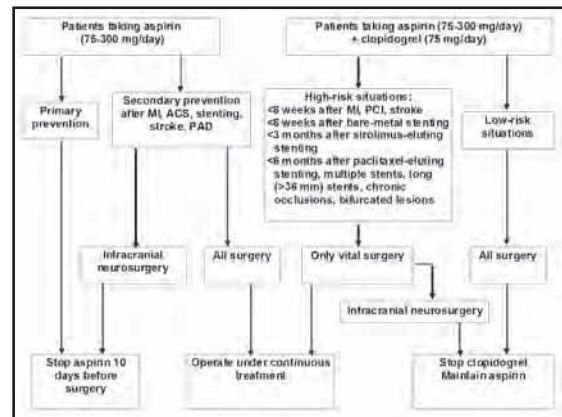 Patients taking aspirin
(75-300 mg/day)
Patients taking aspirin (75-300 mg/day)
+ clopidogrel (75 mg/day)
Primary
prevention
Secondary prevention
after MI, ACS, stenting,
stroke, PAD
High-risk situations:
<6 weeks after MI, PCI, stroke
<6 weeks after bare-metal stenting
<3 months after sirolimus-eluting
stenting
<6 months after paclitaxel-eluting
stenting, multiple stents, long
(>36 mm) stents, chronic
occlusions, bifurcated lesions
Low-risk
situations
Intracranial
neurosurgery
All surgery
Only vital surgery
All surgery
Intracranial neurosurgery
Stop aspirin 10
days before
surgery
Operate under continuous
treatment
Stop clopidogrel
Maintain aspirin